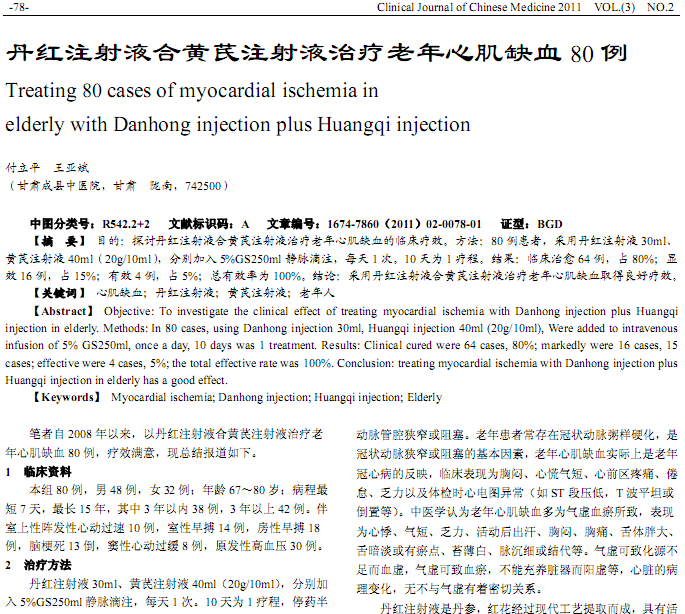 -78-
Clinical Journal of Chinese Medicine 2011 VOL.(3) NO.2
丹红注射液合黄芪注射液治疗老年心肌缺血 80 例
Treating 80 cases of myocardial ischemia in
elderly with Danhong injection plus Huangqi injection
付立平 王亚斌
（甘肃成县中医院，甘肃 陇南，742500）
中图分类号：R542.2+2 文献标识码：A 文章编号：1674-7860（2011）02-0078-01 证型：BGD
【摘 要】目的：探讨丹红注射液合黄芪注射液治疗老年心肌缺血的临床疗效。方法：80 例患者，采用丹红注射液 30ml、
黄芪注射液 40ml（20g/10ml），分别加入 5%GS250ml 静脉滴注，每天 1 次。10 天为 1 疗程。结果：临床治愈 64 例，占 80%；显
效 16 例，占 15%；有效 4 例，占 5%；总有效率为 100%。结论：采用丹红注射液合黄芪注射液治疗老年心肌缺血取得良好疗效。
【关键词】心肌缺血；丹红注射液；黄芪注射液；老年人
【Abstract】Objective: To investigate the clinical effect of treating myocardial ischemia with Danhong injection plus Huangqi
injection in elderly. Methods: In 80 cases, using Danhong injection 30ml, Huangqi injection 40ml (20g/10ml), Were added to intravenous
infusion of 5% GS250ml, once a day, 10 days was 1 treatment. Results: Clinical cured were 64 cases, 80%; markedly were 16 cases, 15
cases; effective were 4 cases, 5%; the total effective rate was 100%. Conclusion: treating myocardial ischemia with Danhong injection plus
Huangqi injection in elderly has a good effect.
【Keywords】Myocardial ischemia; Danhong injection; Huangqi injection; Elderly
笔者自 2008 年以来，以丹红注射液合黄芪注射液治疗老
年心肌缺血 80 例，疗效满意，现总结报道如下。
1 临床资料
本组 80 例，男 48 例，女 32 例；年龄 67～80 岁；病程最
短 7 天，最长 15 年，其中 3 年以内 38 例，3 年以上 42 例。伴
室上性阵发性心动过速 10 例，室性早搏 14 例，房性早搏 18
例，脑梗死 13 倒，窦性心动过缓 8 例，原发性高血压 30 例。
2 治疗方法
丹红注射液 30ml、黄芪注射液 40ml（20g/10ml），分别加
入 5%GS250ml 静脉滴注，每天 1 次。10 天为 1 疗程，停药半
动脉管腔狭窄或阻塞。老年患者常存在冠状动脉粥样硬化，是
冠状动脉狭窄或阻塞的基本因素，老年心肌缺血实际上是老年
冠心病的反映，临床表现为胸闷、心慌气短、心前区疼痛、倦
怠、乏力以及体检时心电图异常（如 ST 段压低，T 波平坦或
倒置等）。中医学认为老年心肌缺血多为气虚血瘀所致，表现
为心悸、气短、乏力、活动后出汗、胸闷、胸痛、舌体胖大、
舌暗淡或有瘀点、苔薄白、脉沉细或结代等。气虚可致化源不
足而血虚，气虚可致血瘀，不能充养脏器而阳虚等，心脏的病
理变化，无不与气虚有着密切关系。
丹红注射液是丹参，红花经过现代工艺提取而成，具有活